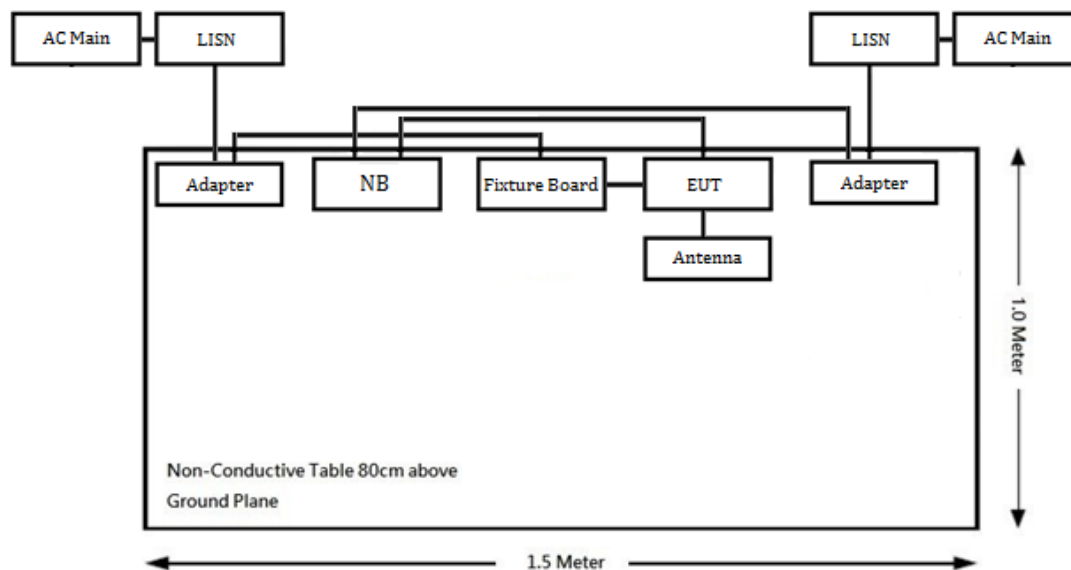 AC Main
LISN
LISN
AC Main
Adapter
NB
Fixture Board
EUT
Adapter
Antenna
1.0 Meter
Non-Conductive Table 80cm above
Ground Plane
1.5 Meter